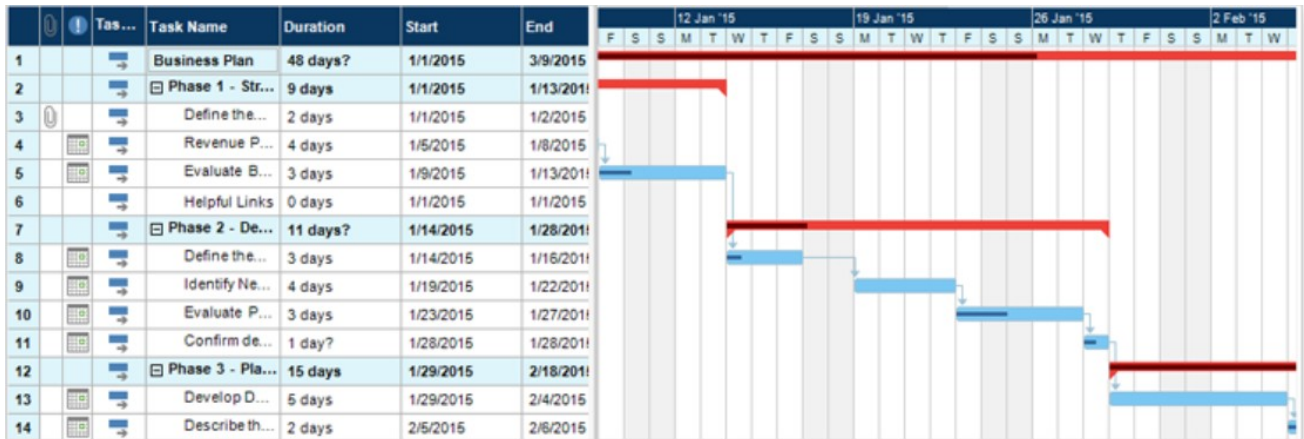 12 Jan '15 19 Jan '15 26 Jan '15 2 Feb '15
Tas... Task Name Duration Start End
F S S M T W T F S S M T W T F S S M T W T F S S M T W
1 Business Plan 48 days? 1/1/2015 3/9/2015
2 Phase 1 - Str... 9 days 1/1/2015 1/13/201
3 Define the... 2 days 1/1/2015 1/2/2015
4 Revenue P... 4 days 1/5/2015 1/8/2015
5 Evaluate B... 3 days 1/9/2015 1/13/201
6 Helpful Links 0 days 1/1/2015 1/1/2015
7 Phase 2 - De... 11 days? 1/14/2015 1/28/201
8 Define the... 3 days 1/14/2015 1/16/201
9 Identify Ne... 4 days 1/19/2015 1/22/201
10 Evaluate P... 3 days 1/23/2015 1/27/201
11 Confirm de... 1 day? 1/28/2015 1/28/201
12 Phase 3 - Pla... 15 days 1/29/2015 2/18/201
13 Develop D... 5 days 1/29/2015 2/4/2015
14 Describe th... 2 days 2/5/2015 2/6/2015